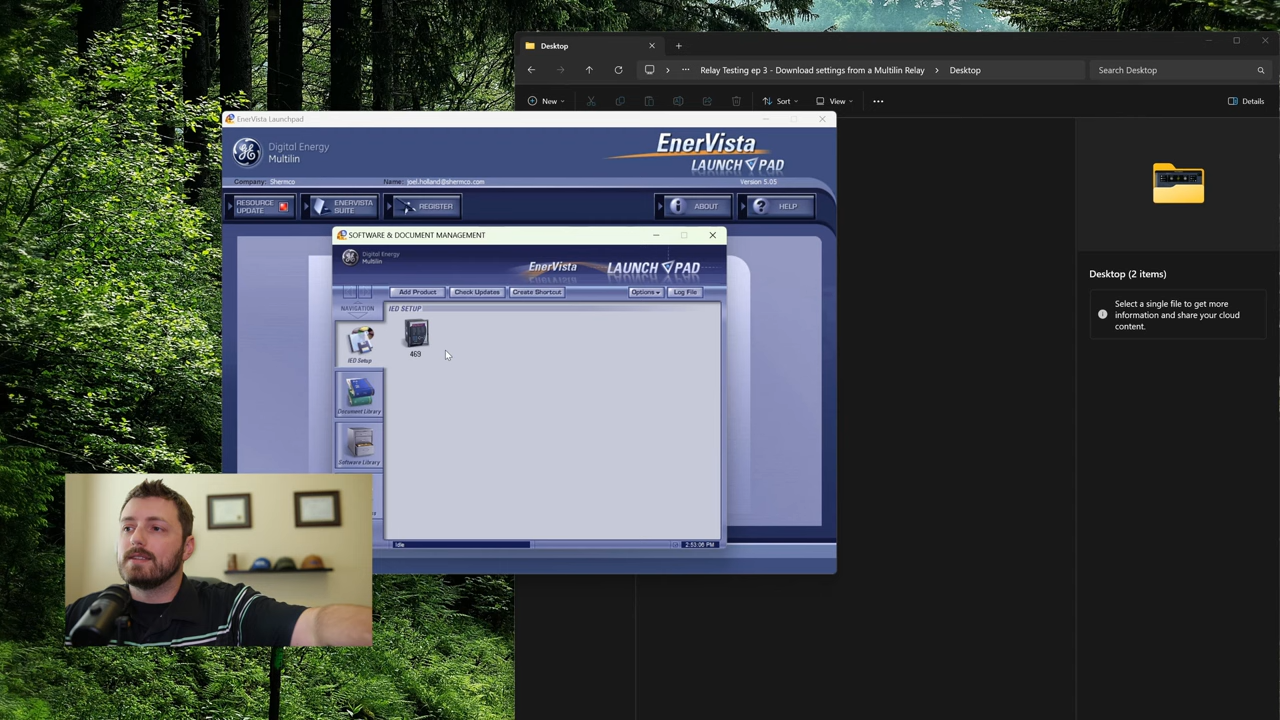 Desktop
Relay Testing ep 3 - Download settings from a Multilin Relay
Desktop
Search Desktop
New
Sort
View
Details
EnerVista Launchpad
Digital Energy
Multilin
EnerVista
LAUNCH PAD
Company: Shermco
Name: joel.holland@shermco.com
Version 5.05
RESOURCE
UPDATE
ENERVISTA
SUITE
REGISTER
ABOUT
HELP
SOFTWARE & DOCUMENT MANAGEMENT
Digital Energy
Multilin
EnerVista
LAUNCH PAD
Add Product
Check Updates
Create Shortcut
Options
Log File
NAVIGATION
IED SETUP
IED Setup
469
Document Library
Software Library
Idle
2:53:06 PM
Desktop (2 items)
Select a single file to get more
information and share your cloud
content.